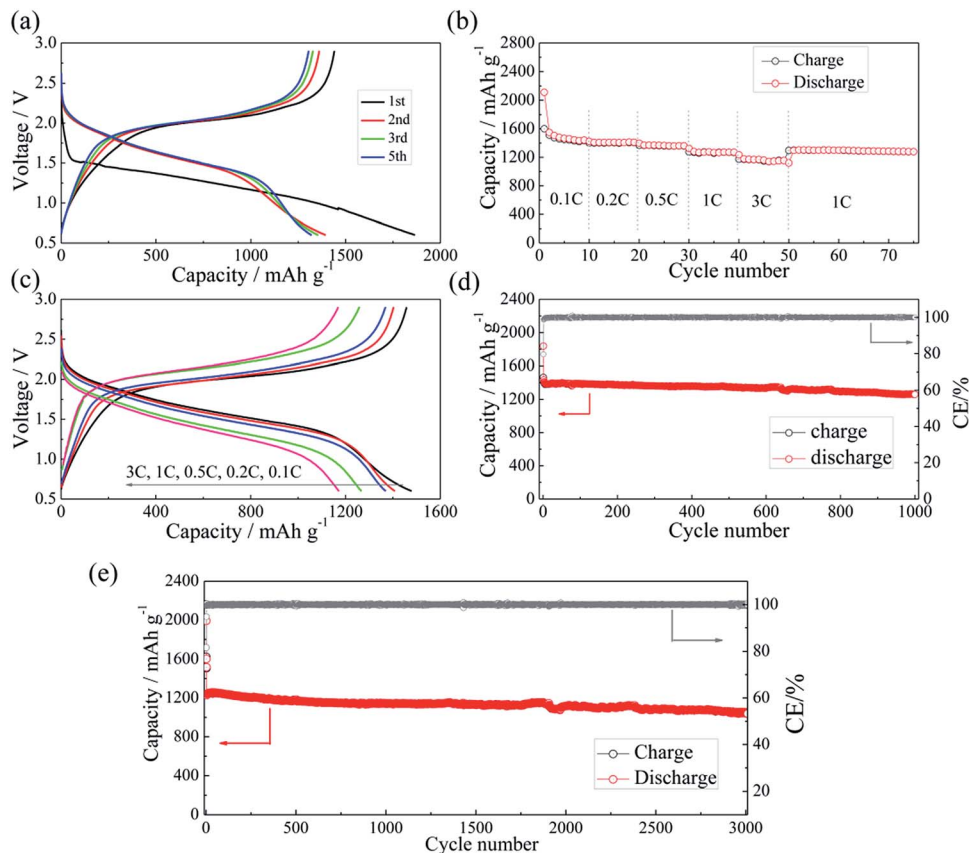 (a)
3.0
2.5
2.0
1.5
1.0
0.5
Voltage / V
1st
2nd
3rd
5th
0 500 1000 1500 2000
Capacity / mAh g-1
(b)
2800
2400
2000
1600
1200
800
400
0
Capacity / mAh g-1
Charge
Discharge
0.1C 0.2C 0.5C 1C 3C 1C
0 10 20 30 40 50 60 70
Cycle number
(c)
3.0
2.5
2.0
1.5
1.0
0.5
Voltage / V
3C, 1C, 0.5C, 0.2C, 0.1C
0 400 800 1200 1600
Capacity / mAh g-1
(d)
2400
2000
1600
1200
800
400
0
Capacity / mAh g-1
charge
discharge
100
80
60
40
20
0
CE/%
0 200 400 600 800 1000
Cycle number
(e)
2400
2000
1600
1200
800
400
0
Capacity / mAh g-1
Charge
Discharge
100
80
60
40
20
CE/%
0 500 1000 1500 2000 2500 3000
Cycle number